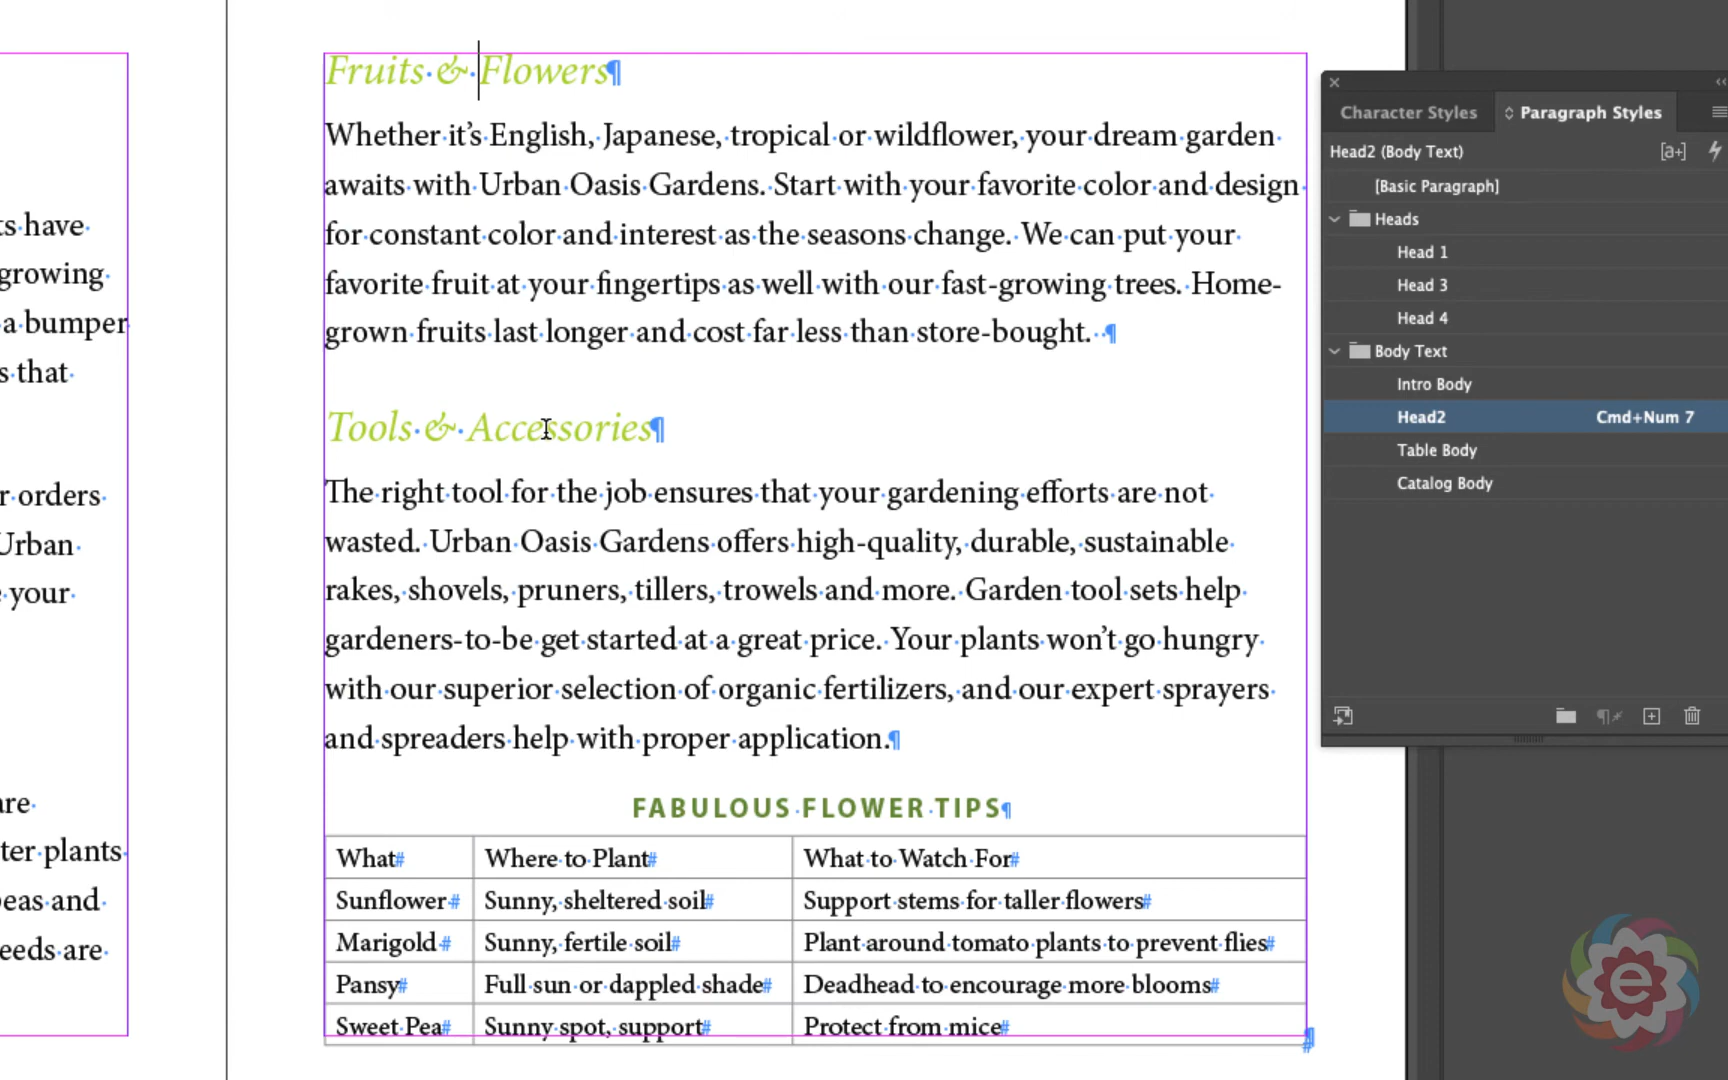 ts have
growing
a bumper
s that
r orders
Urban
e your
are
ter plants
peas and
eeds are
Fruits & Flowers¶
Whether it’s English, Japanese, tropical or wildflower, your dream garden
awaits with Urban Oasis Gardens. Start with your favorite color and design
for constant color and interest as the seasons change. We can put your
favorite fruit at your fingertips as well with our fast-growing trees. Home-
grown fruits last longer and cost far less than store-bought. ¶
Tools & Accessories¶
The right tool for the job ensures that your gardening efforts are not
wasted. Urban Oasis Gardens offers high-quality, durable, sustainable
rakes, shovels, pruners, tillers, trowels and more. Garden tool sets help
gardeners-to-be get started at a great price. Your plants won’t go hungry
with our superior selection of organic fertilizers, and our expert sprayers
and spreaders help with proper application.¶
FABULOUS FLOWER TIPS¶
What# Where to Plant# What to Watch For#
Sunflower # Sunny, sheltered soil# Support stems for taller flowers#
Marigold # Sunny, fertile soil# Plant around tomato plants to prevent flies#
Pansy# Full sun or dappled shade# Deadhead to encourage more blooms#
Sweet Pea# Sunny spot, support# Protect from mice#
¶
#
Character Styles Paragraph Styles
Head2 (Body Text) [a+]
[Basic Paragraph]
Heads
Head 1
Head 3
Head 4
Body Text
Intro Body
Head2 Cmd+Num 7
Table Body
Catalog Body
e